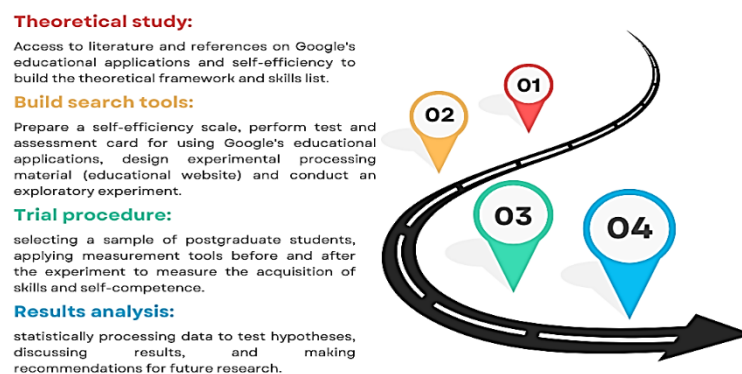 Theoretical study:
Access to literature and references on Google's
educational applications and self-efficiency to
build the theoretical framework and skills list.
Build search tools:
Prepare a self-efficiency scale, perform test and
assessment card for using Google's educational
applications, design experimental processing
material (educational website) and conduct an
exploratory experiment.
Trial procedure:
selecting a sample of postgraduate students,
applying measurement tools before and after
the experiment to measure the acquisition of
skills and self-competence.
Results analysis:
statistically processing data to test hypotheses,
discussing results, and making
recommendations for future research.
01
02
03
04